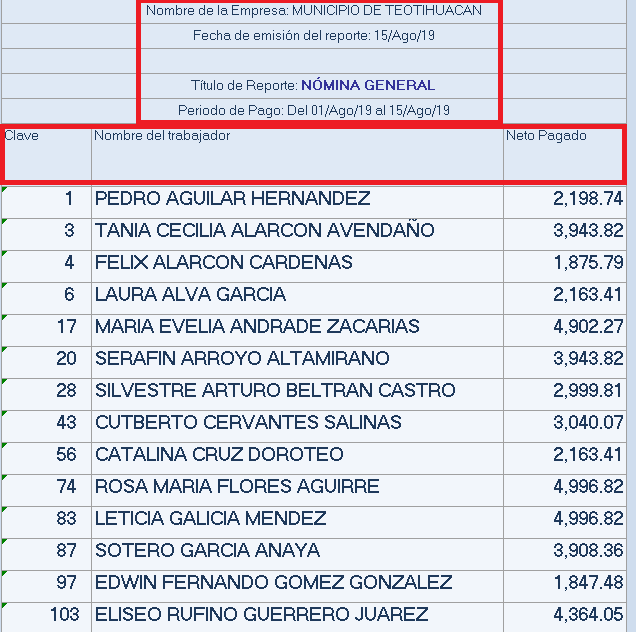 Nombre de la Empresa: MUNICIPIO DE TEOTIHUACAN
Fecha de emisión del reporte: 15/Ago/19
Título de Reporte: NÓMINA GENERAL
Periodo de Pago: Del 01/Ago/19 al 15/Ago/19
Clave Nombre del trabajador Neto Pagado
1 PEDRO AGUILAR HERNANDEZ 2,198.74
3 TANIA CECILIA ALARCON AVENDAÑO 3,943.82
4 FELIX ALARCON CARDENAS 1,875.79
6 LAURA ALVA GARCIA 2,163.41
17 MARIA EVELIA ANDRADE ZACARIAS 4,902.27
20 SERAFIN ARROYO ALTAMIRANO 3,943.82
28 SILVESTRE ARTURO BELTRAN CASTRO 2,999.81
43 CUTBERTO CERVANTES SALINAS 3,040.07
56 CATALINA CRUZ DOROTEO 2,163.41
74 ROSA MARIA FLORES AGUIRRE 4,996.82
83 LETICIA GALICIA MENDEZ 4,996.82
87 SOTERO GARCIA ANAYA 3,908.36
97 EDWIN FERNANDO GOMEZ GONZALEZ 1,847.48
103 ELISEO RUFINO GUERRERO JUAREZ 4,364.05